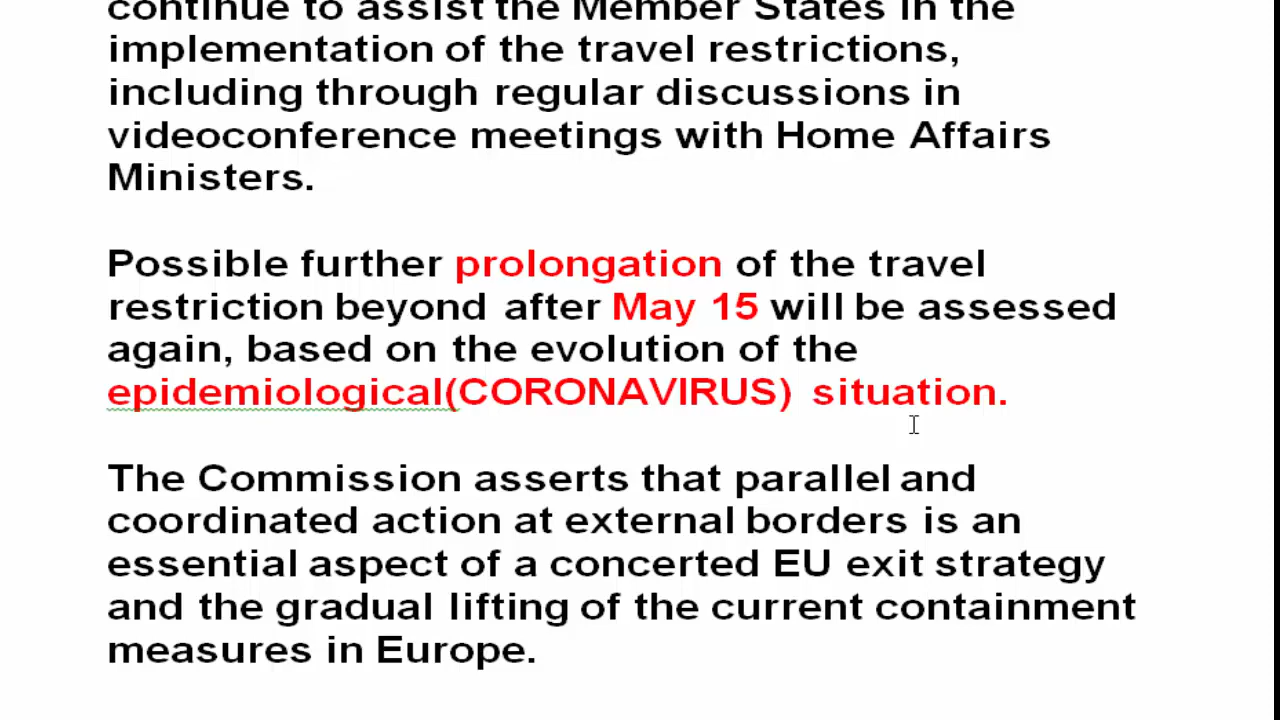 continue to assist the Member States in the
implementation of the travel restrictions,
including through regular discussions in
videoconference meetings with Home Affairs
Ministers.
Possible further prolongation of the travel
restriction beyond after May 15 will be assessed
again, based on the evolution of the
epidemiological(CORONAVIRUS) situation.
The Commission asserts that parallel and
coordinated action at external borders is an
essential aspect of a concerted EU exit strategy
and the gradual lifting of the current containment
measures in Europe.